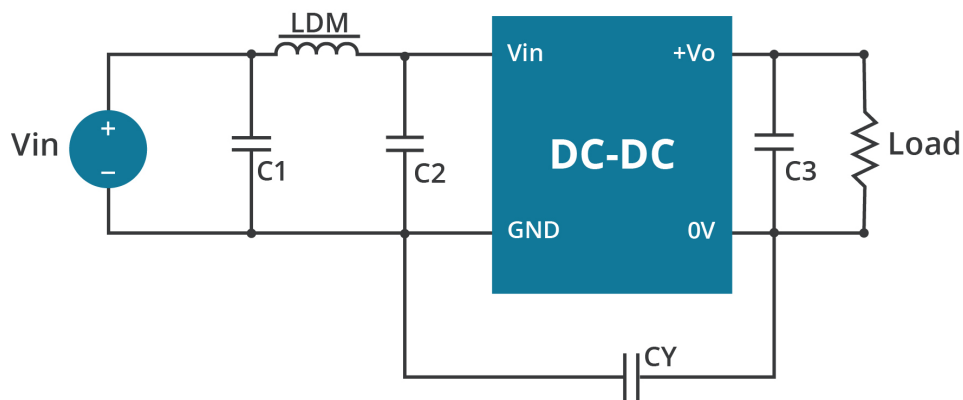 LDM
Vin
+Vo
Vin
+
−
C1
C2
DC-DC
C3
Load
GND
0V
CY